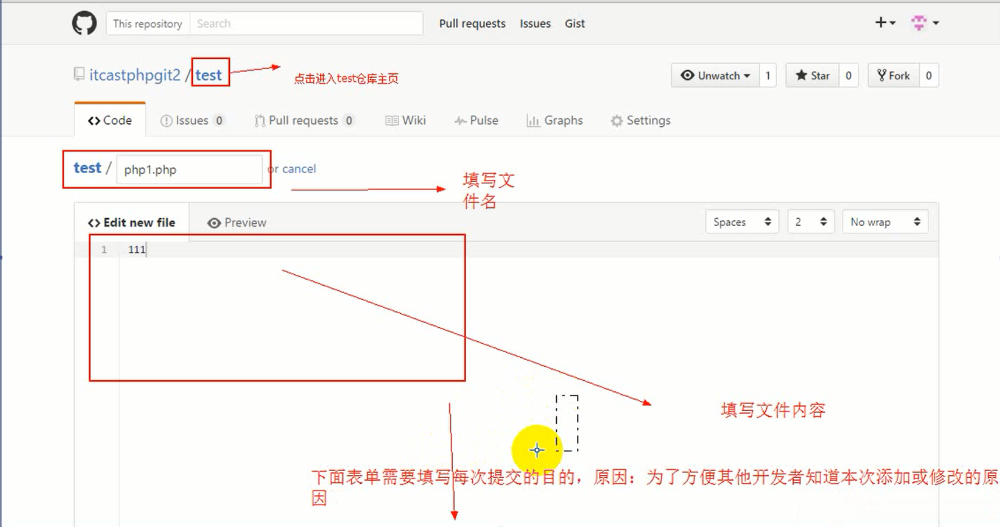 This repository Search Pull requests Issues Gist
itcastphpgit2 / test 点击进入test仓库主页 Unwatch 1 Star 0 Fork 0
Code Issues 0 Pull requests 0 Wiki Pulse Graphs Settings
test / php1.php or cancel
填写文
件名
Edit new file Preview Spaces 2 No wrap
1 111
填写文件内容
下面表单需要填写每次提交的目的，原因：为了方便其他开发者知道本次添加或修改的原
因